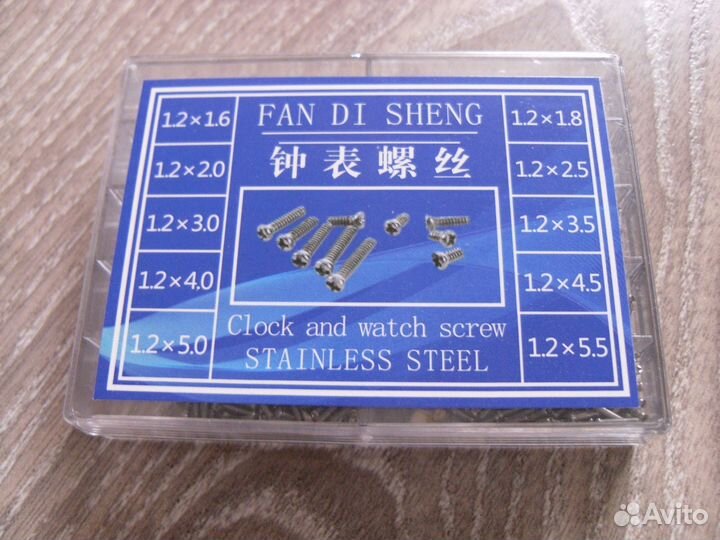 FAN DI SHENG
钟表螺丝
1.2×1.6
1.2×2.0
1.2×3.0
1.2×4.0
1.2×5.0
1.2×1.8
1.2×2.5
1.2×3.5
1.2×4.5
1.2×5.5
Clock and watch screw
STAINLESS STEEL
Avito